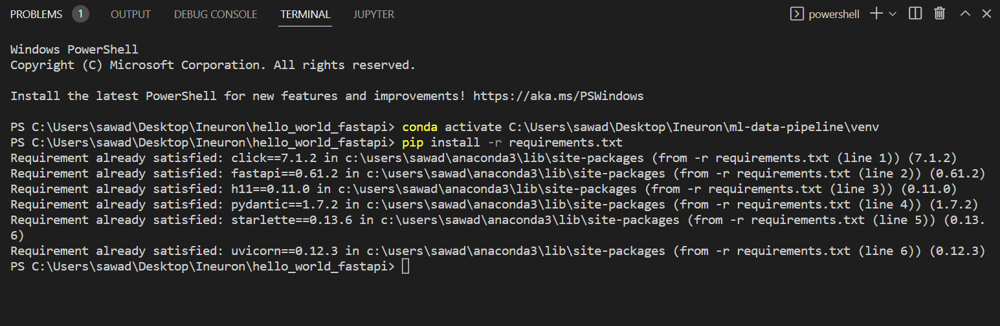 PROBLEMS 1 OUTPUT DEBUG CONSOLE TERMINAL JUPYTER powershell
Windows PowerShell
Copyright (C) Microsoft Corporation. All rights reserved.
Install the latest PowerShell for new features and improvements! https://aka.ms/PSWindows
PS C:\Users\sawad\Desktop\Ineuron\hello_world_fastapi> conda activate C:\Users\sawad\Desktop\Ineuron\ml-data-pipeline\venv
PS C:\Users\sawad\Desktop\Ineuron\hello_world_fastapi> pip install -r requirements.txt
Requirement already satisfied: click==7.1.2 in c:\users\sawad\anaconda3\lib\site-packages (from -r requirements.txt (line 1)) (7.1.2)
Requirement already satisfied: fastapi==0.61.2 in c:\users\sawad\anaconda3\lib\site-packages (from -r requirements.txt (line 2)) (0.61.2)
Requirement already satisfied: h11==0.11.0 in c:\users\sawad\anaconda3\lib\site-packages (from -r requirements.txt (line 3)) (0.11.0)
Requirement already satisfied: pydantic==1.7.2 in c:\users\sawad\anaconda3\lib\site-packages (from -r requirements.txt (line 4)) (1.7.2)
Requirement already satisfied: starlette==0.13.6 in c:\users\sawad\anaconda3\lib\site-packages (from -r requirements.txt (line 5)) (0.13.
6)
Requirement already satisfied: uvicorn==0.12.3 in c:\users\sawad\anaconda3\lib\site-packages (from -r requirements.txt (line 6)) (0.12.3)
PS C:\Users\sawad\Desktop\Ineuron\hello_world_fastapi>